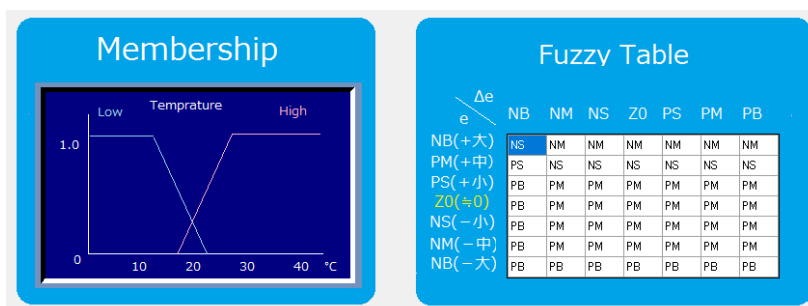 Membership
Temprature
Low
High
1.0
0
10
20
30
40
°C
Fuzzy Table
Δe
e
NB NM NS Z0 PS PM PB
NB(+大) NS NM NM NM NM NM NM
PM(+中) PS NS NS NS NS NS NS
PS(+小) PB PM PM PM PM PM PM
Z0(≒0) PB PM PM PM PM PM PM
NS(－小) PB PM PM PM PM PM PM
NM(－中) PB PM PM PM PM PM PM
NB(－大) PB PB PB PB PB PB PB